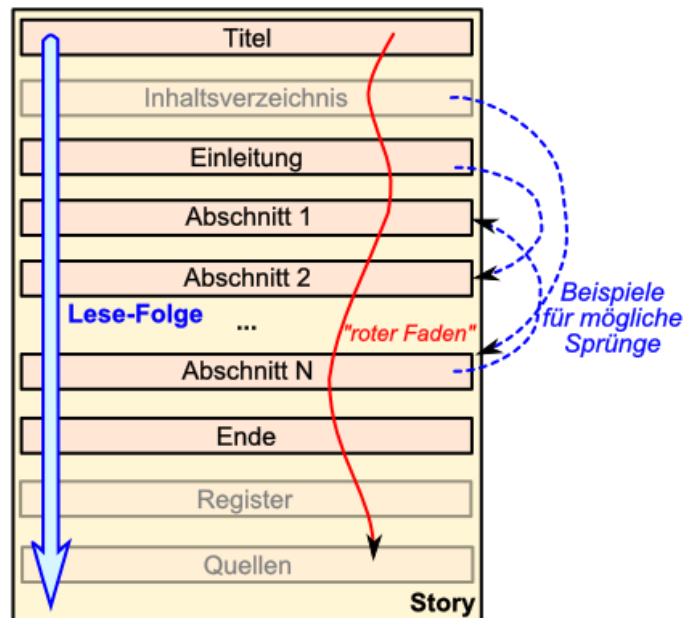 Titel
Inhaltsverzeichnis
Einleitung
Abschnitt 1
Abschnitt 2
Lese-Folge
...
"roter Faden"
Abschnitt N
Ende
Register
Quellen
Story
Beispiele
für mögliche
Sprünge